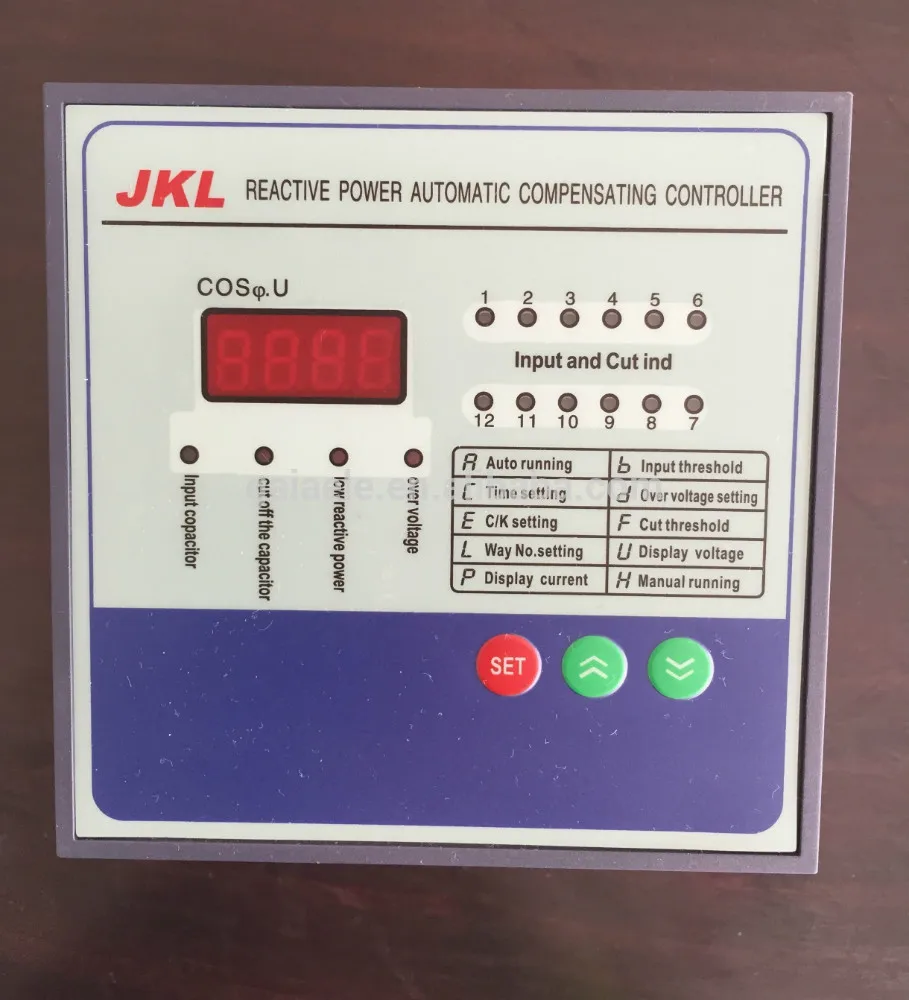 JKL REACTIVE POWER AUTOMATIC COMPENSATING CONTROLLER
COSφ.U
1 2 3 4 5 6
Input and Cut ind
12 11 10 9 8 7
Input copacitor
cut off the capacitor
low reactive power
over voltage
A Auto running
b Input threshold
C Time setting
d Over voltage setting
E C/K setting
F Cut threshold
L Way No.setting
U Display voltage
P Display current
H Manual running
SET